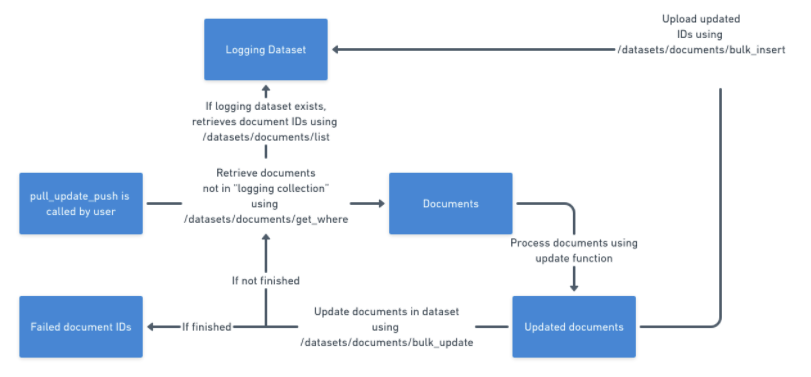 Upload updated
IDs using
/datasets/documents/bulk_insert
Logging Dataset
If logging dataset exists,
retrieves document IDs using
/datasets/documents/list
pull_update_push is
called by user
Retrieve documents
not in "logging collection"
using
/datasets/documents/get_where
Documents
Process documents using
update function
If not finished
Failed document IDs
If finished
Update documents in dataset
using
/datasets/documents/bulk_update
Updated documents